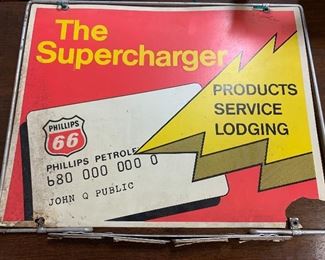 The
Supercharger
PRODUCTS
SERVICE
LODGING
PHILLIPS
66
PHILLIPS PETROLE
680 000 000 0
JOHN Q PUBLIC